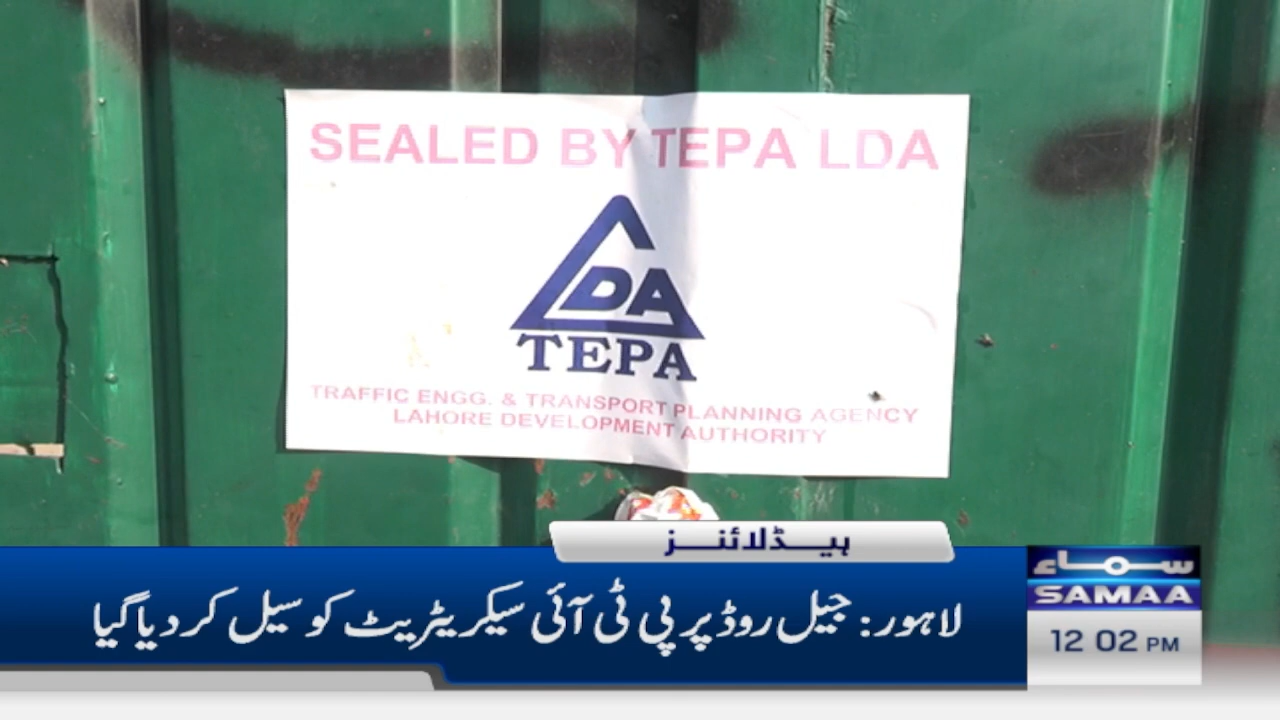 SEALED BY TEPA LDA
LDA
TEPA
TRAFFIC ENGG. & TRANSPORT PLANNING AGENCY
LAHORE DEVELOPMENT AUTHORITY
ہیڈلائنز
لاہور: جیل روڈ پر پی ٹی آئی سیکریٹریٹ کو سیل کر دیا گیا
سماء
SAMAA
12 02 PM